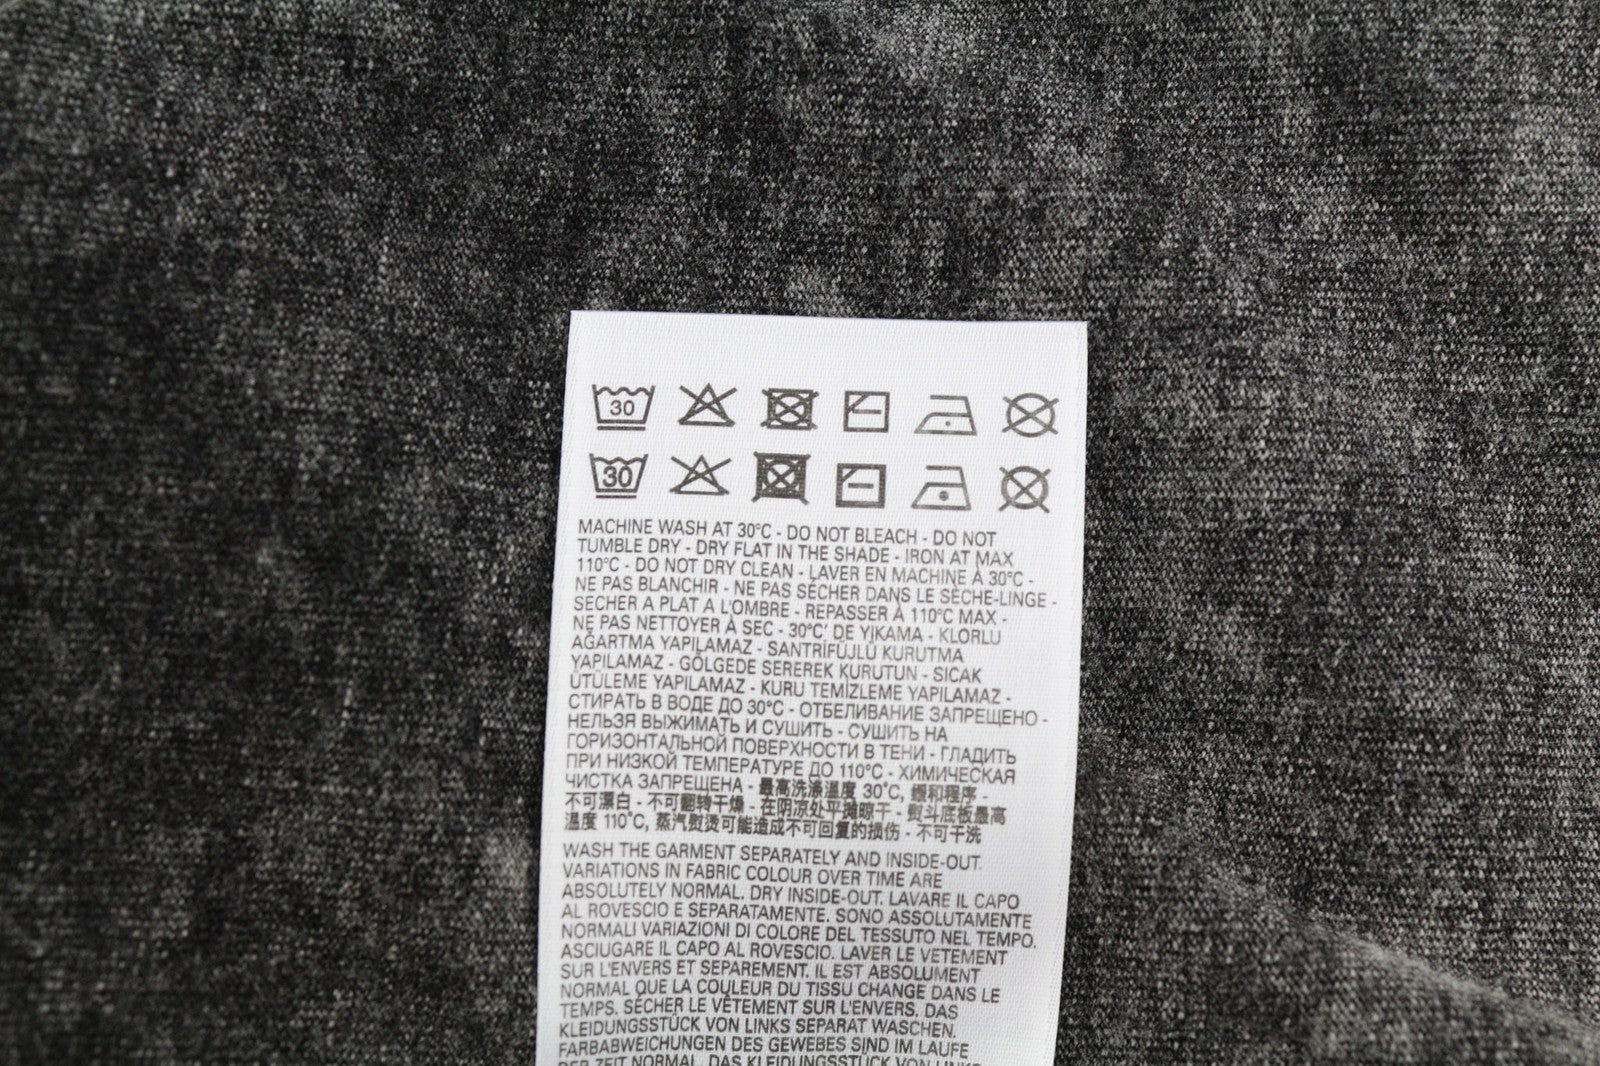 30
30
MACHINE WASH AT 30°C - DO NOT BLEACH - DO NOT
TUMBLE DRY - DRY FLAT IN THE SHADE - IRON AT MAX
110°C - DO NOT DRY CLEAN - LAVER EN MACHINE À 30°C -
NE PAS BLANCHIR - NE PAS SÉCHER DANS LE SÈCHE-LINGE -
SECHER A PLAT A L'OMBRE - REPASSER À 110°C MAX -
NE PAS NETTOYER À SEC - 30°C' DE YIKAMA - KLORLU
AĞARTMA YAPILAMAZ - SANTRİFÜJLÜ KURUTMA
YAPILAMAZ - GÖLGEDE SEREREK KURUTUN - SICAK
ÜTÜLEME YAPILAMAZ - KURU TEMİZLEME YAPILAMAZ -
СТИРАТЬ В ВОДЕ ДО 30°C - ОТБЕЛИВАНИЕ ЗАПРЕЩЕНО -
НЕЛЬЗЯ ВЫЖИМАТЬ И СУШИТЬ - СУШИТЬ НА
ГОРИЗОНТАЛЬНОЙ ПОВЕРХНОСТИ В ТЕНИ - ГЛАДИТЬ
ПРИ НИЗКОЙ ТЕМПЕРАТУРЕ ДО 110°C - ХИМИЧЕСКАЯ
ЧИСТКА ЗАПРЕЩЕНА - 最高洗涤温度 30°C, 缓和程序 -
不可漂白 - 不可翻转干燥 - 在阴凉处平摊晾干 - 熨斗底板最高
温度 110°C, 蒸汽熨烫可能造成不可回复的损伤 - 不可干洗
WASH THE GARMENT SEPARATELY AND INSIDE-OUT.
VARIATIONS IN FABRIC COLOUR OVER TIME ARE
ABSOLUTELY NORMAL. DRY INSIDE-OUT. LAVARE IL CAPO
AL ROVESCIO E SEPARATAMENTE. SONO ASSOLUTAMENTE
NORMALI VARIAZIONI DI COLORE DEL TESSUTO NEL TEMPO.
ASCIUGARE IL CAPO AL ROVESCIO. LAVER LE VETEMENT
SUR L'ENVERS ET SEPAREMENT. IL EST ABSOLUMENT
NORMAL QUE LA COULEUR DU TISSU CHANGE DANS LE
TEMPS. SÉCHER LE VÊTEMENT SUR L'ENVERS. DAS
KLEIDUNGSSTÜCK VON LINKS SEPARAT WASCHEN.
FARBABWEICHUNGEN DES GEWEBES SIND IM LAUFE
DER ZEIT NORMAL. DAS KLEIDUNGSSTÜCK VON LINKS